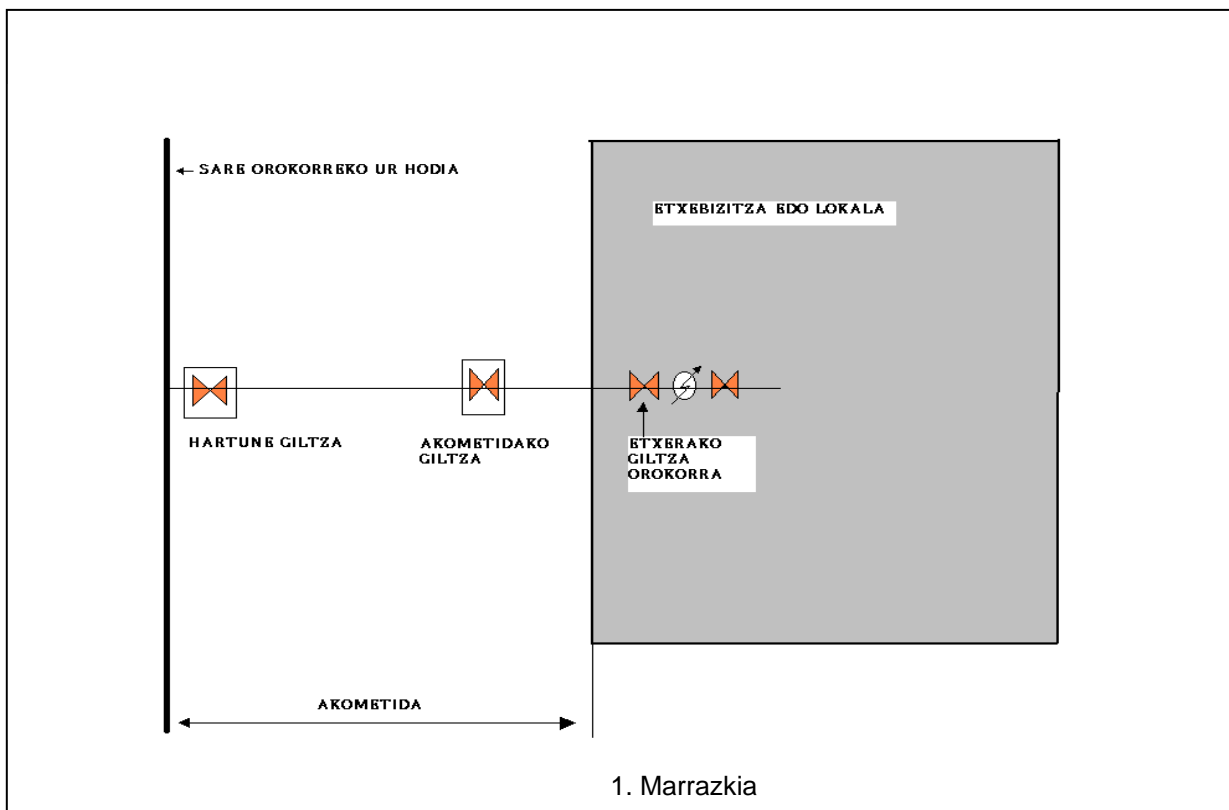 ← SARE OROKORREKO UR HODIA
ETXEBIZITZA EDO LOKALA
HARTUNE GILTZA
AKOMETIDAKO
GILTZA
ETXERAKO
GILTZA
OROKORRA
AKOMETIDA
1. Marrazkia